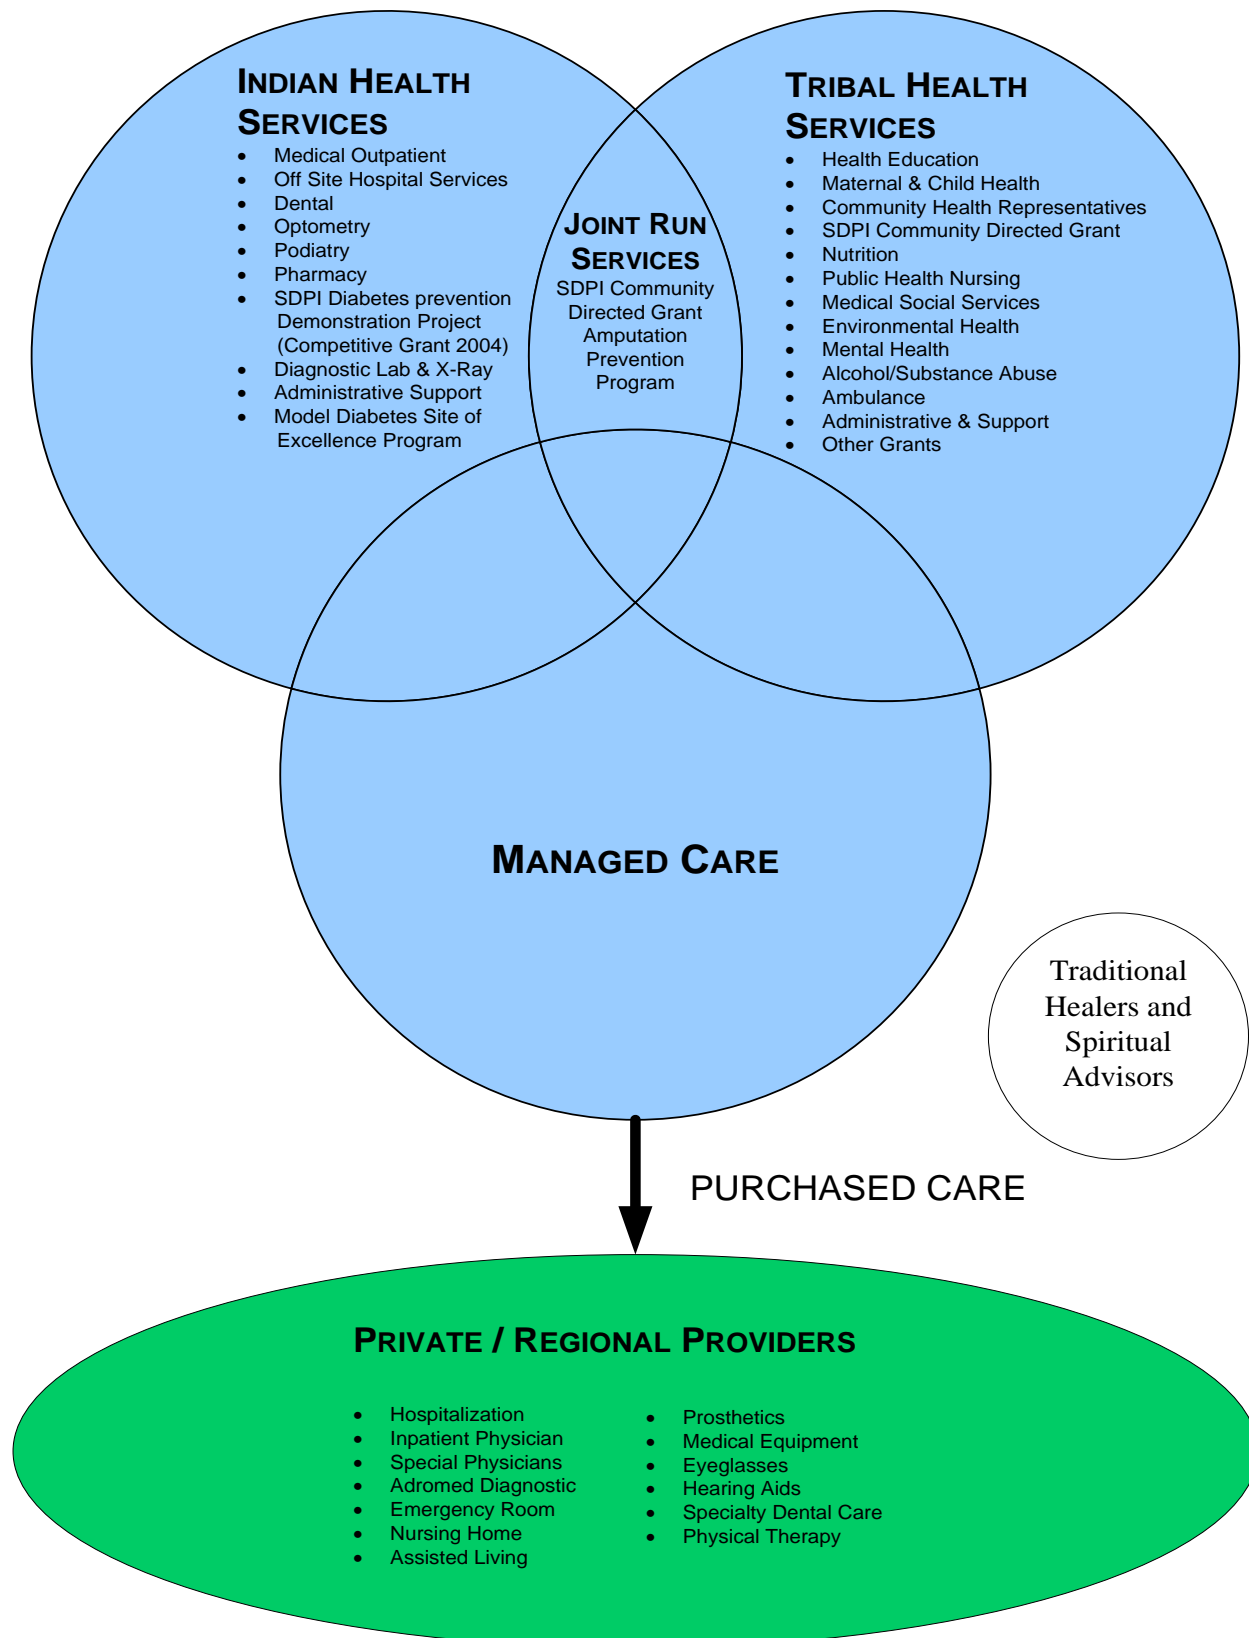 INDIAN HEALTH
SERVICES
• Medical Outpatient
• Off Site Hospital Services
• Dental
• Optometry
• Podiatry
• Pharmacy
• SDPI Diabetes prevention
Demonstration Project
(Competitive Grant 2004)
• Diagnostic Lab & X-Ray
• Administrative Support
• Model Diabetes Site of
Excellence Program
JOINT RUN
SERVICES
SDPI Community
Directed Grant
Amputation
Prevention
Program
TRIBAL HEALTH
SERVICES
• Health Education
• Maternal & Child Health
• Community Health Representatives
• SDPI Community Directed Grant
• Nutrition
• Public Health Nursing
• Medical Social Services
• Environmental Health
• Mental Health
• Alcohol/Substance Abuse
• Ambulance
• Administrative & Support
• Other Grants
MANAGED CARE
Traditional
Healers and
Spiritual
Advisors
PURCHASED CARE
PRIVATE / REGIONAL PROVIDERS
• Hospitalization
• Inpatient Physician
• Special Physicians
• Adromed Diagnostic
• Emergency Room
• Nursing Home
• Assisted Living
• Prosthetics
• Medical Equipment
• Eyeglasses
• Hearing Aids
• Specialty Dental Care
• Physical Therapy